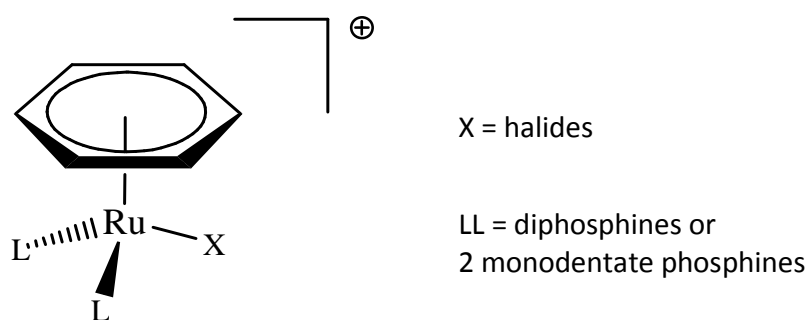 ⊕
X = halides
Ru
L
X
L
LL = diphosphines or
2 monodentate phosphines